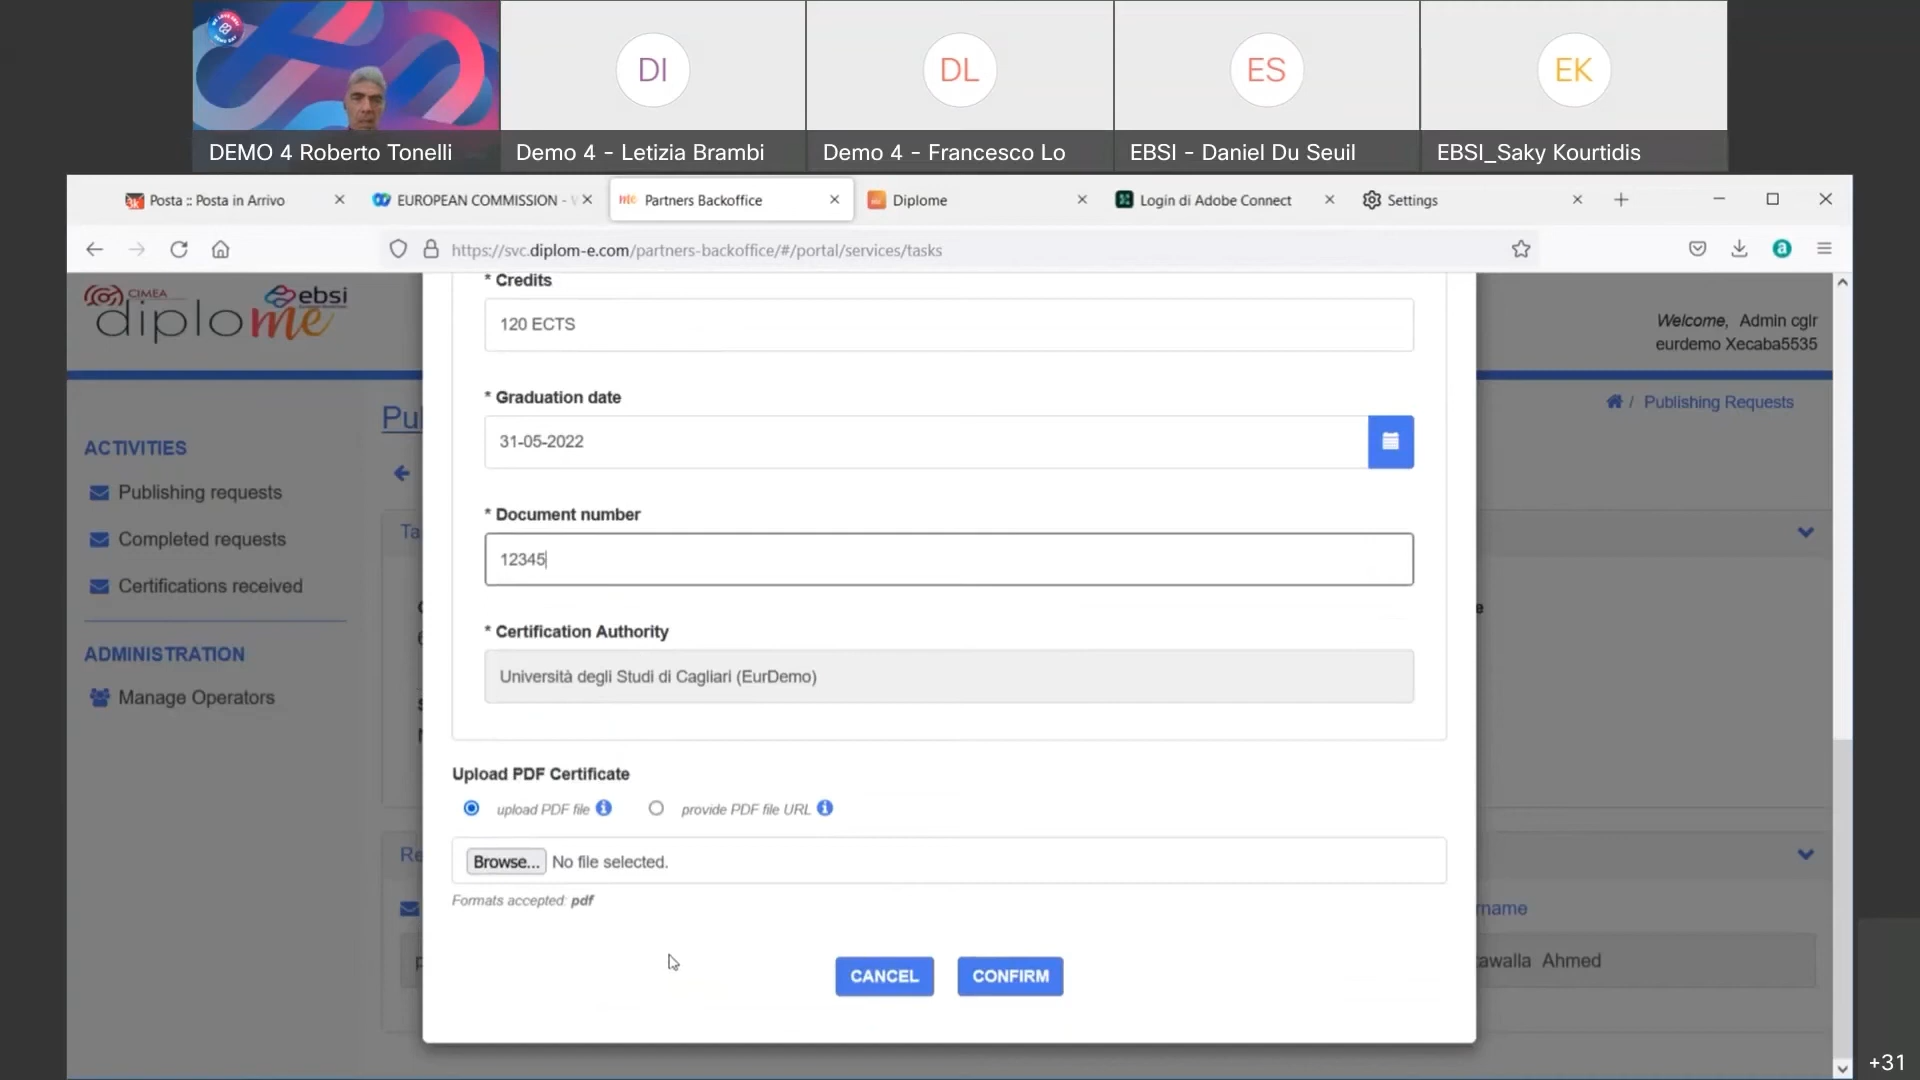 DI
DL
ES
EK
DEMO 4 Roberto Tonelli
Demo 4 - Letizia Brambi
Demo 4 - Francesco Lo
EBSI - Daniel Du Seuil
EBSI_Saky Kourtidis
Posta :: Posta in Arrivo
EUROPEAN COMMISSION -
Partners Backoffice
Diplome
Login di Adobe Connect
Settings
https://svc.diplom-e.com/partners-backoffice/#/portal/services/tasks
CIMEA
diplome
ebsi
Welcome, Admin cglr
eurdemo Xecaba5535
Publishing Requests
ACTIVITIES
Publishing requests
Completed requests
Certifications received
ADMINISTRATION
Manage Operators
* Credits
120 ECTS
* Graduation date
31-05-2022
* Document number
12345
* Certification Authority
Università degli Studi di Cagliari (EurDemo)
Upload PDF Certificate
upload PDF file
provide PDF file URL
Browse... No file selected.
Formats accepted: pdf
CANCEL
CONFIRM
Ahmed
+31